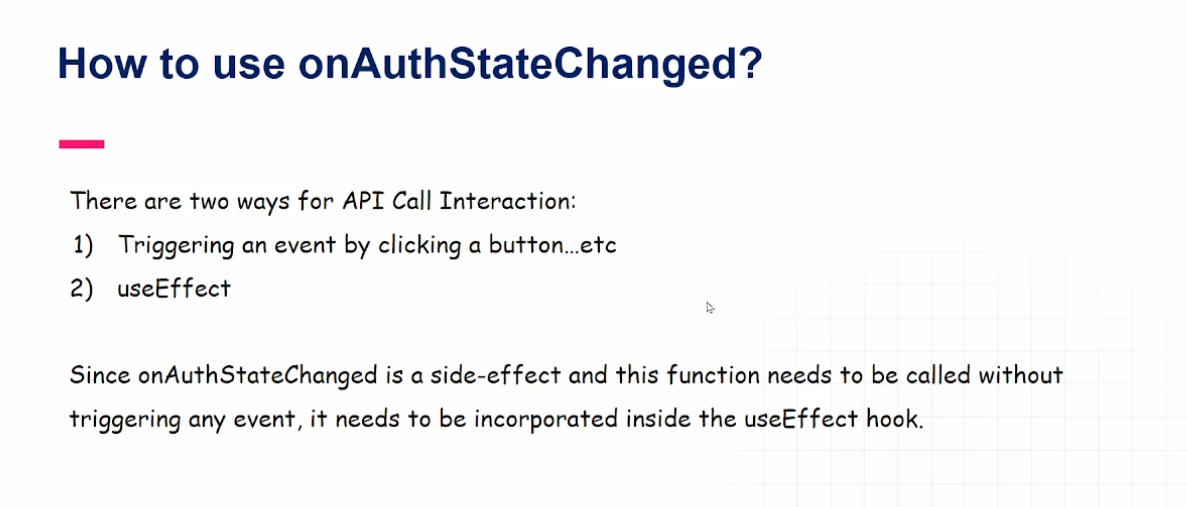 How to use onAuthStateChanged?
There are two ways for API Call Interaction:
1) Triggering an event by clicking a button...etc
2) useEffect
Since onAuthStateChanged is a side-effect and this function needs to be called without
triggering any event, it needs to be incorporated inside the useEffect hook.